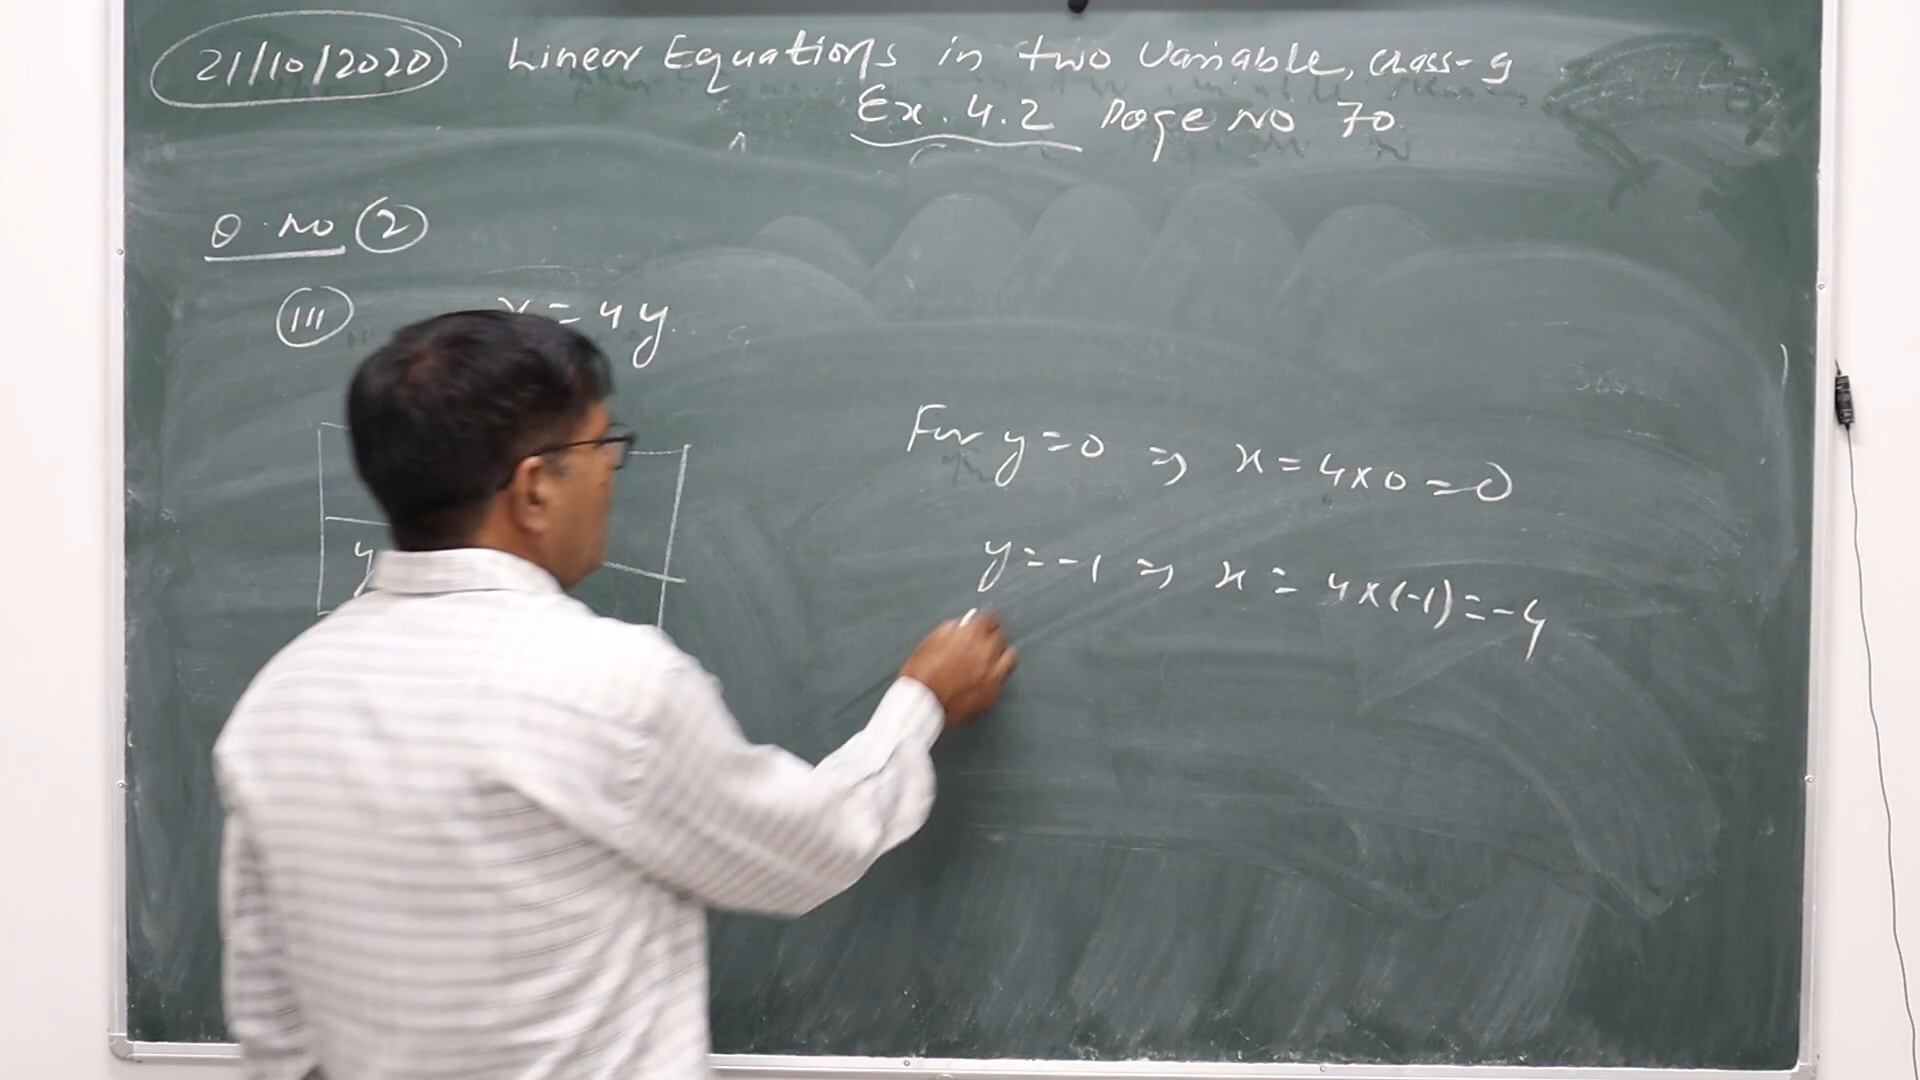 21/10/2020 Linear Equations in two Variable, class-9
Ex. 4.2 Page No 70
Q. No 2
III x = 4y
For y=0 ⇒ x = 4×0 = 0
y
y = -1 ⇒ x = 4×(-1) = -4